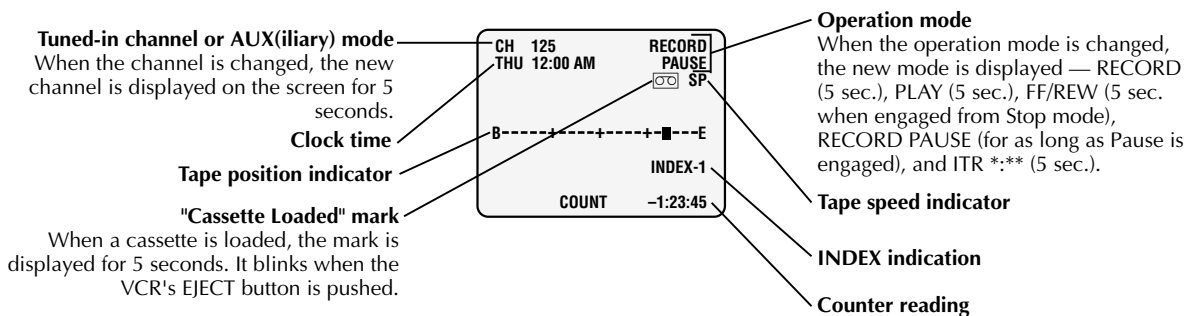 Tuned-in channel or AUX(iliary) mode
When the channel is changed, the new
channel is displayed on the screen for 5
seconds.
Clock time
Tape position indicator
"Cassette Loaded" mark
When a cassette is loaded, the mark is
displayed for 5 seconds. It blinks when the
VCR's EJECT button is pushed.
CH 125 RECORD
THU 12:00 AM PAUSE
SP
B-----+----+----+-■---E
INDEX-1
COUNT –1:23:45
Operation mode
When the operation mode is changed,
the new mode is displayed — RECORD
(5 sec.), PLAY (5 sec.), FF/REW (5 sec.
when engaged from Stop mode),
RECORD PAUSE (for as long as Pause is
engaged), and ITR *:** (5 sec.).
Tape speed indicator
INDEX indication
Counter reading